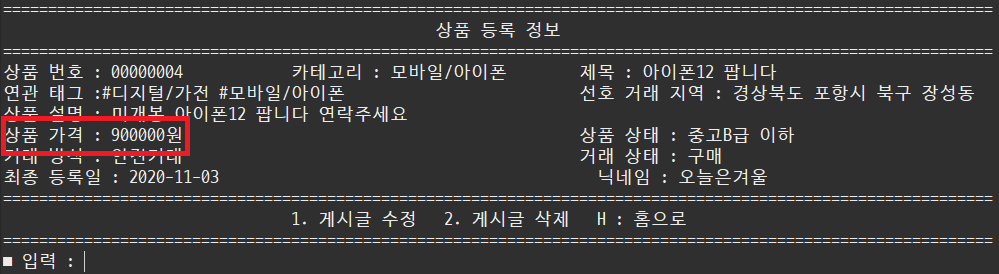 ==============================================================================================================
상품 등록 정보
==============================================================================================================
상품 번호 : 00000004 카테고리 : 모바일/아이폰 제목 : 아이폰12 팝니다
연관 태그 :#디지털/가전 #모바일/아이폰 선호 거래 지역 : 경상북도 포항시 북구 장성동
상품 설명 : 미개봉 아이폰12 팝니다 연락주세요
상품 가격 : 900000원 상품 상태 : 중고B급 이하
거래 방식 : 안전거래 거래 상태 : 구매
최종 등록일 : 2020-11-03 닉네임 : 오늘은겨울
==============================================================================================================
1. 게시글 수정 2. 게시글 삭제 H : 홈으로
==============================================================================================================
■ 입력 :